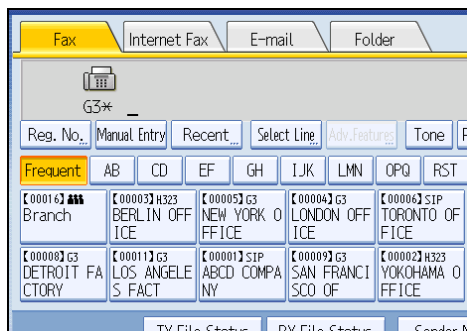 Fax Internet Fax E-mail Folder
G3* _
Reg. No. Manual Entry Recent Select Line Adv.Features Tone
Frequent AB CD EF GH IJK LMN OPQ RST
[00016] [00003]H323 [00005]G3 [00004]G3 [00006]SIP
Branch BERLIN OFF NEW YORK O LONDON OFF TORONTO OF
ICE FFICE ICE FICE
[00008]G3 [00011]G3 [00001]SIP [00009]G3 [00002]H323
DETROIT FA LOS ANGELE ABCD COMPA SAN FRANCI YOKOHAMA O
CTORY S FACT NY SCO OF FFICE
TX File Status RX File Status Sender